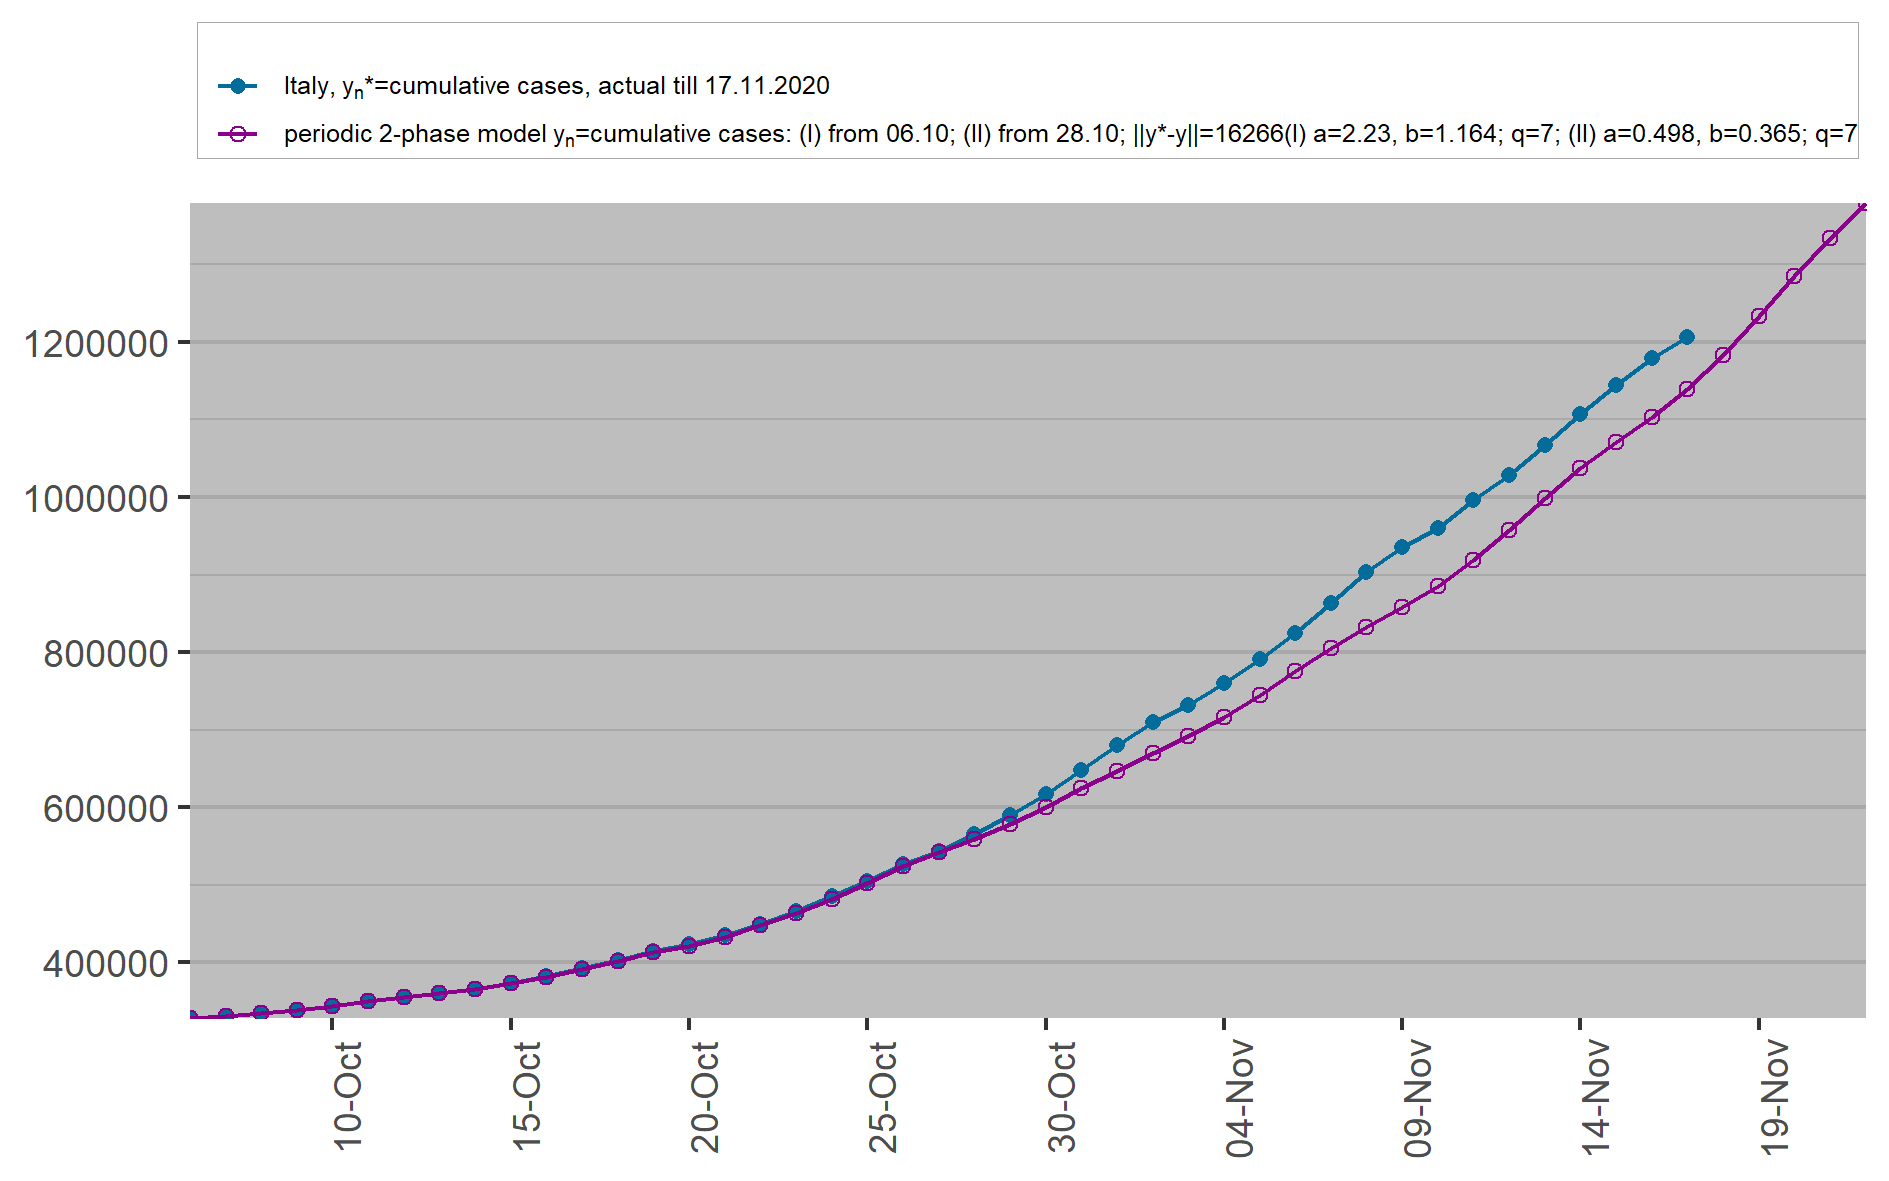 Italy, yn*=cumulative cases, actual till 17.11.2020
periodic 2-phase model yn=cumulative cases: (I) from 06.10; (II) from 28.10; ||y*-y||=16266(I) a=2.23, b=1.164; q=7; (II) a=0.498, b=0.365; q=7
1200000
1000000
800000
600000
400000
10-Oct
15-Oct
20-Oct
25-Oct
30-Oct
04-Nov
09-Nov
14-Nov
19-Nov